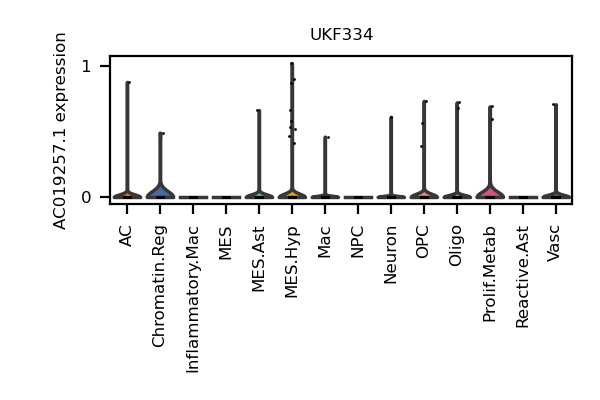 UKF334
AC019257.1 expression
1
0
AC
Chromatin.Reg
Inflammatory.Mac
MES
MES.Ast
MES.Hyp
Mac
NPC
Neuron
OPC
Oligo
Prolif.Metab
Reactive.Ast
Vasc